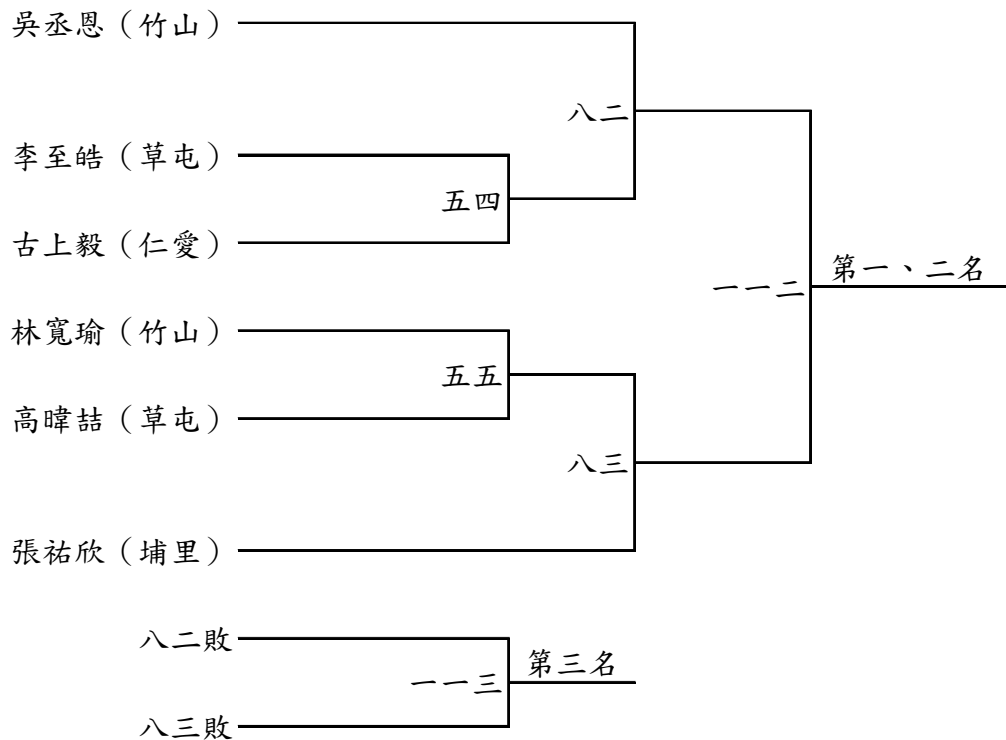 吳丞恩（竹山）
八二
李至皓（草屯）
五四
古上毅（仁愛）
第一、二名
一一二
林寬瑜（竹山）
五五
高暐喆（草屯）
八三
張祐欣（埔里）
八二敗
第三名
一一三
八三敗